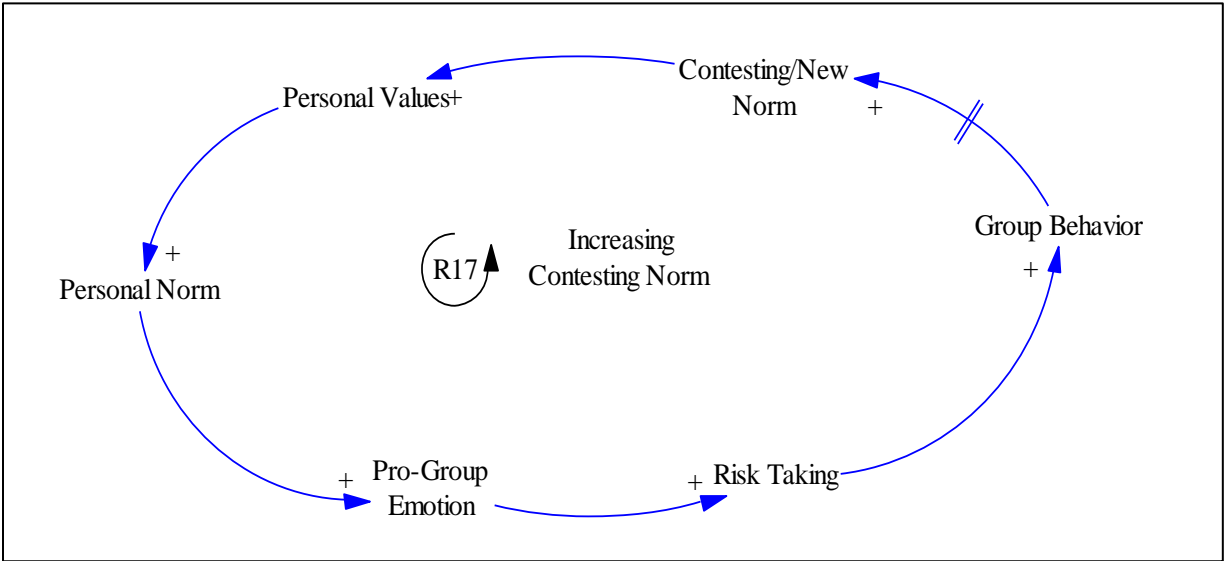 Contesting/New
Norm
+
Personal Values+
Group Behavior
+
Increasing
Contesting Norm
R17
+
Personal Norm
+
Pro-Group
Emotion
+
Risk Taking